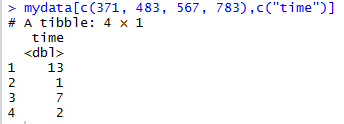 > mydata[c(371, 483, 567, 783),c("time")]
# A tibble: 4 × 1
time
<dbl>
1 13
2 1
3 7
4 2